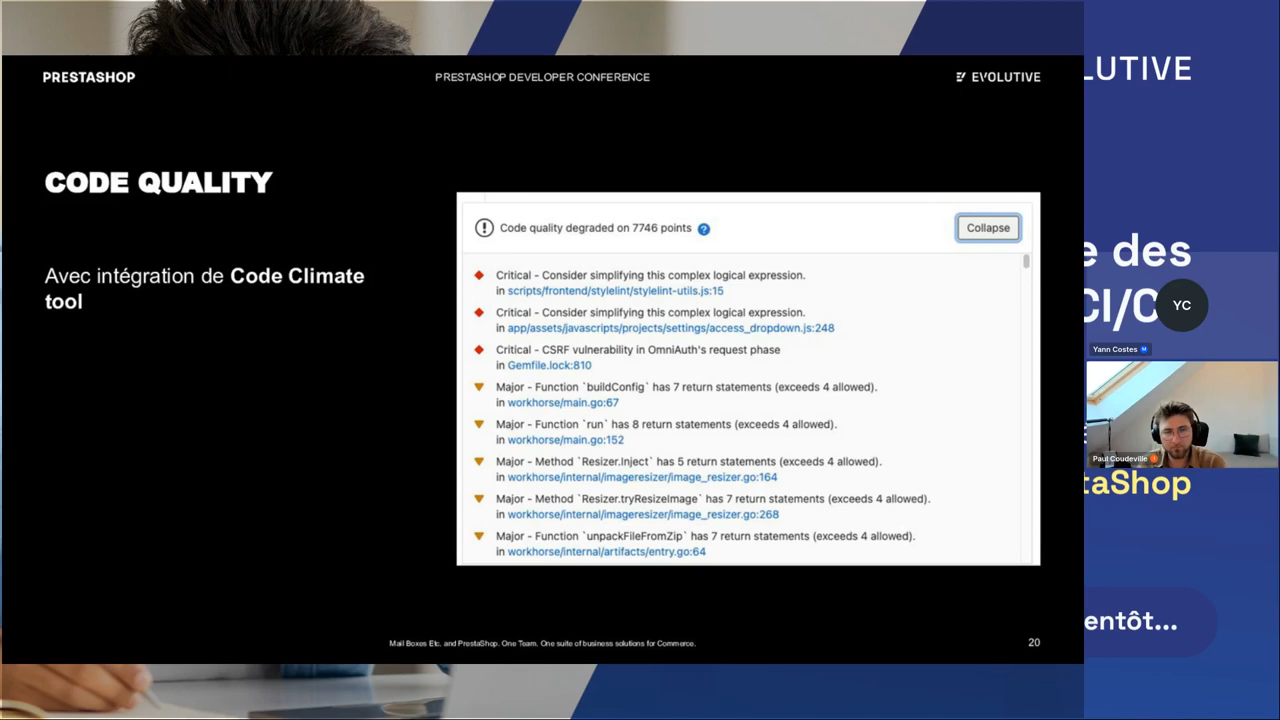 PRESTASHOP
PRESTASHOP DEVELOPER CONFERENCE
EVOLUTIVE
CODE QUALITY
Avec intégration de Code Climate
tool
Code quality degraded on 7746 points ?
Collapse
Critical - Consider simplifying this complex logical expression.
in scripts/frontend/stylelint/stylelint-utils.js:15
Critical - Consider simplifying this complex logical expression.
in app/assets/javascripts/projects/settings/access_dropdown.js:248
Critical - CSRF vulnerability in OmniAuth's request phase
in Gemfile.lock:810
Major - Function `buildConfig` has 7 return statements (exceeds 4 allowed).
in workhorse/main.go:67
Major - Function `run` has 8 return statements (exceeds 4 allowed).
in workhorse/main.go:152
Major - Method `Resizer.Inject` has 5 return statements (exceeds 4 allowed).
in workhorse/internal/imageresizer/image_resizer.go:164
Major - Method `Resizer.tryResizeImage` has 7 return statements (exceeds 4 allowed).
in workhorse/internal/imageresizer/image_resizer.go:268
Major - Function `unpackFileFromZip` has 7 return statements (exceeds 4 allowed).
in workhorse/internal/artifacts/entry.go:64
Mail Boxes Etc. and PrestaShop. One Team. One suite of business solutions for Commerce.
20
LUTIVE
e des
CI/C
YC
Yann Costes
Paul Coudeville
taShop
entôt...